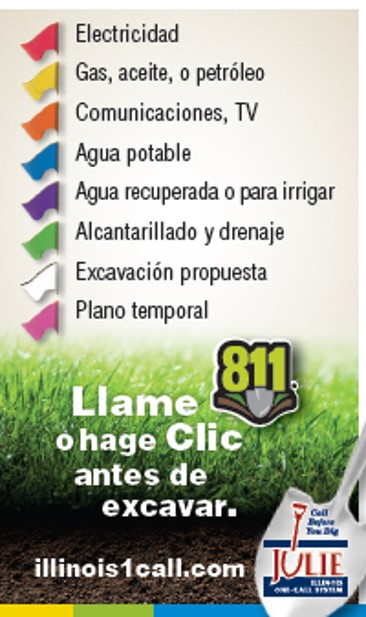 Electricidad
Gas, aceite, o petróleo
Comunicaciones, TV
Agua potable
Agua recuperada o para irrigar
Alcantarillado y drenaje
Excavación propuesta
Plano temporal
811
Llame
o hage Clic
antes de
excavar.
illinois1call.com
Call
Before
You Dig
JULIE
ILLINOIS
ONE-CALL SYSTEM